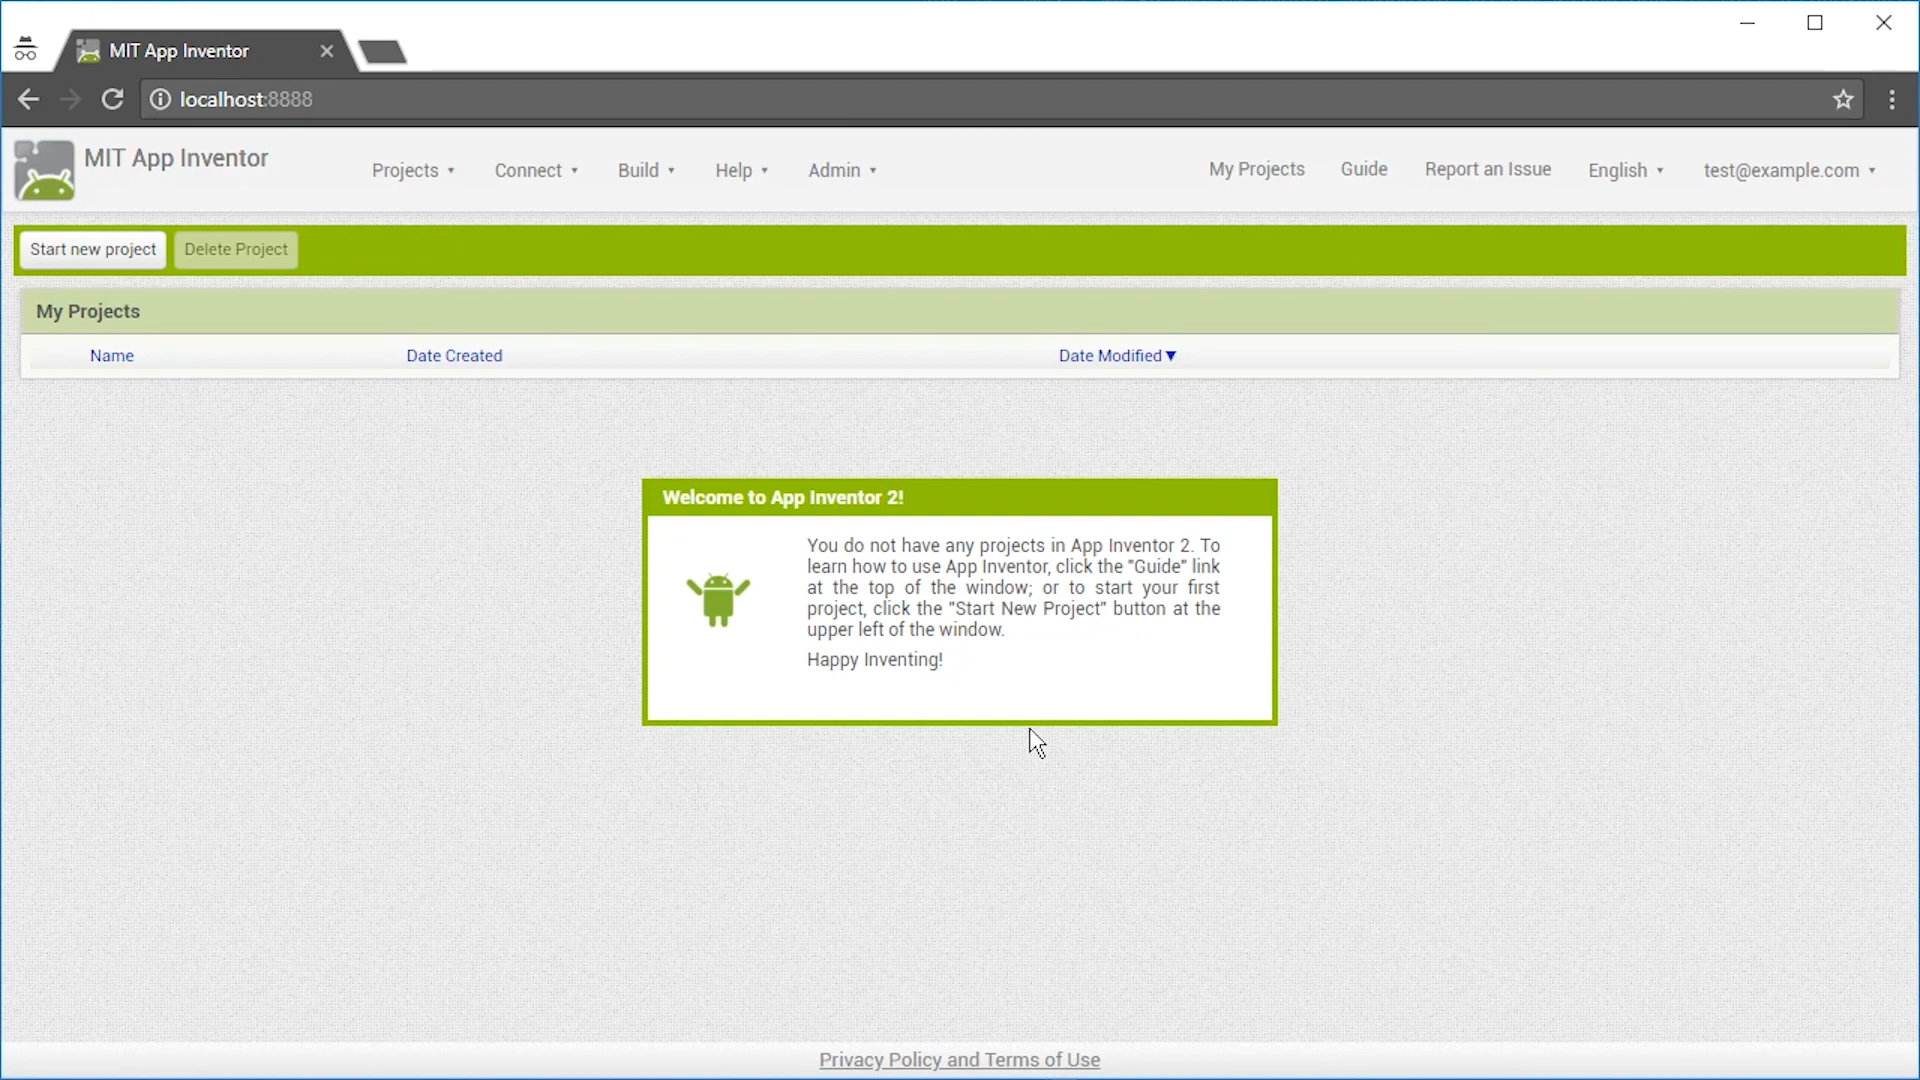 MIT App Inventor
localhost:8888
MIT App Inventor
Projects Connect Build Help Admin My Projects Guide Report an Issue English test@example.com
Start new project Delete Project
My Projects
Name Date Created Date Modified
Welcome to App Inventor 2!
You do not have any projects in App Inventor 2. To
learn how to use App Inventor, click the "Guide" link
at the top of the window; or to start your first
project, click the "Start New Project" button at the
upper left of the window.
Happy Inventing!
Privacy Policy and Terms of Use